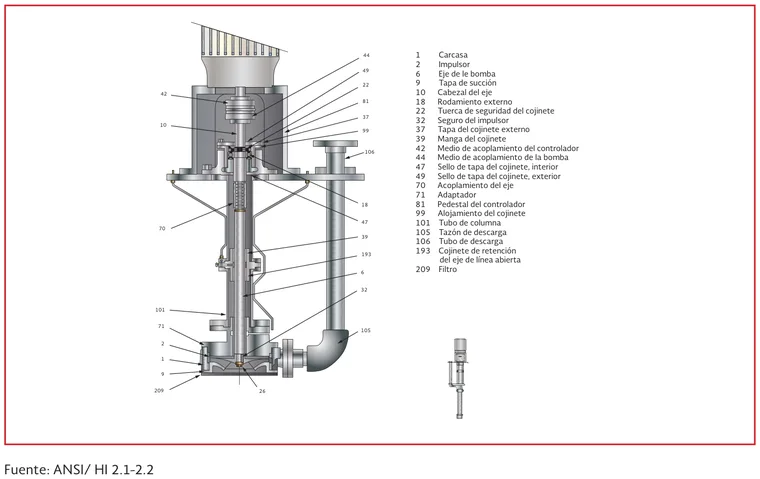 44
49
42
22
81
37
10
99
106
18
47
70
39
193
6
32
101
71
105
2
1
9
209
26
1 Carcasa
2 Impulsor
6 Eje de le bomba
9 Tapa de succión
10 Cabezal del eje
18 Rodamiento externo
22 Tuerca de seguridad del cojinete
32 Seguro del impulsor
37 Tapa del cojinete externo
39 Manga del cojinete
42 Medio de acoplamiento del controlador
44 Medio de acoplamiento de la bomba
47 Sello de tapa del cojinete, interior
49 Sello de tapa del cojinete, exterior
70 Acoplamiento del eje
71 Adaptador
81 Pedestal del controlador
99 Alojamiento del cojinete
101 Tubo de columna
105 Tazón de descarga
106 Tubo de descarga
193 Cojinete de retención
del eje de línea abierta
209 Filtro
Fuente: ANSI/ HI 2.1-2.2